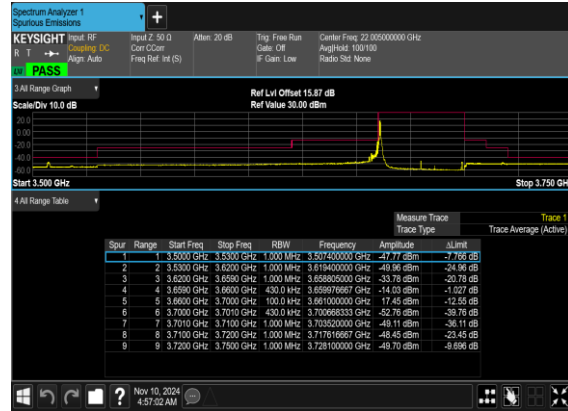 Spectrum Analyzer 1
Spurious Emissions
+
KEYSIGHT Input: RF Input Z: 50 Ω Atten: 20 dB Trig: Free Run Center Freq: 22.005000000 GHz
R T Coupling: DC Corr CCorr Gate: Off Avg|Hold: 100/100
Align: Auto Freq Ref: Int (S) IF Gain: Low Radio Std: None
PASS
3 All Range Graph
Ref Lvl Offset 15.87 dB
Scale/Div 10.0 dB Ref Value 30.00 dBm
20.0
0.00
-20.0
-40.0
-60.0
Start 3.500 GHz Stop 3.750 GH
4 All Range Table
Measure Trace Trace 1
Trace Type Trace Average (Active)
Spur Range Start Freq Stop Freq RBW Frequency Amplitude ΔLimit
1 1 3.5000 GHz 3.5300 GHz 1.000 MHz 3.507400000 GHz -47.77 dBm -7.766 dB
2 2 3.5300 GHz 3.6200 GHz 1.000 MHz 3.619400000 GHz -49.96 dBm -24.96 dB
3 3 3.6200 GHz 3.6590 GHz 1.000 MHz 3.658805000 GHz -33.78 dBm -20.78 dB
4 4 3.6590 GHz 3.6600 GHz 430.0 kHz 3.659976667 GHz -14.03 dBm -1.027 dB
5 5 3.6600 GHz 3.7000 GHz 100.0 kHz 3.661000000 GHz 17.45 dBm -12.55 dB
6 6 3.7000 GHz 3.7010 GHz 430.0 kHz 3.700668333 GHz -52.76 dBm -39.76 dB
7 7 3.7010 GHz 3.7100 GHz 1.000 MHz 3.703520000 GHz -49.11 dBm -36.11 dB
8 8 3.7100 GHz 3.7200 GHz 1.000 MHz 3.717616667 GHz -48.45 dBm -23.45 dB
9 9 3.7200 GHz 3.7500 GHz 1.000 MHz 3.728100000 GHz -49.70 dBm -9.696 dB
? Nov 10, 2024
4:57:02 AM